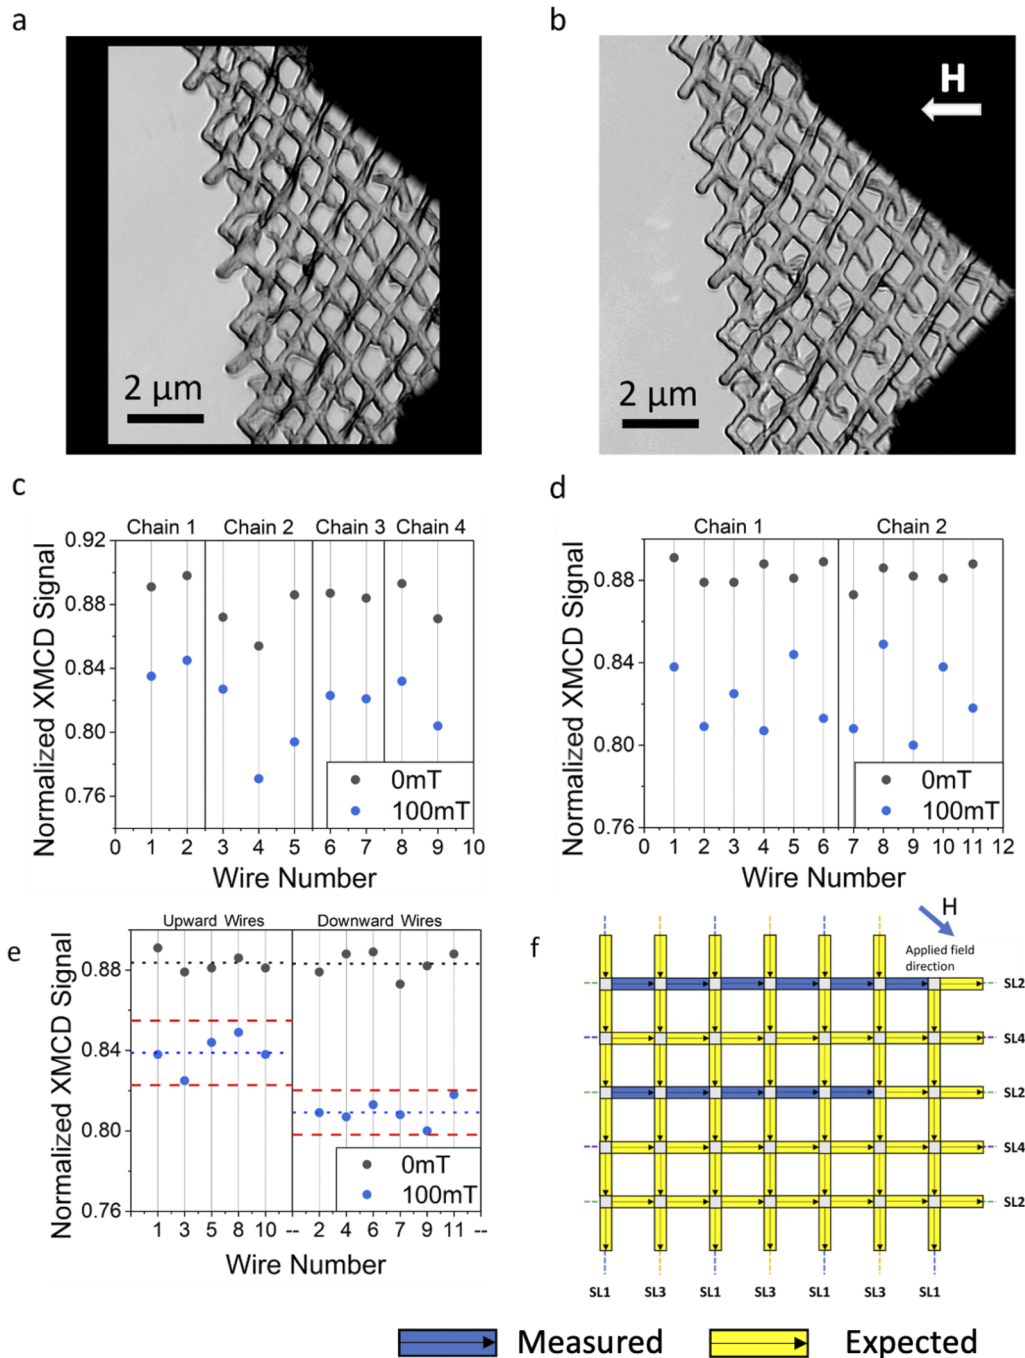 a
b
H
2 μm
2 μm
c
d
Chain 1 Chain 2 Chain 3 Chain 4
Chain 1 Chain 2
Normalized XMCD Signal
0.92
0.88
0.84
0.80
0.76
0mT
100mT
0 1 2 3 4 5 6 7 8 9 10
Wire Number
Normalized XMCD Signal
0.88
0.84
0.80
0.76
0mT
100mT
0 1 2 3 4 5 6 7 8 9 10 11 12
Wire Number
e
Upward Wires Downward Wires
Normalized XMCD Signal
0.88
0.84
0.80
0.76
0mT
100mT
1 3 5 8 10 -- 2 4 6 7 9 11 --
Wire Number
f
H
Applied field
direction
SL2
SL4
SL2
SL4
SL2
SL1 SL3 SL1 SL3 SL1 SL3 SL1
Measured Expected